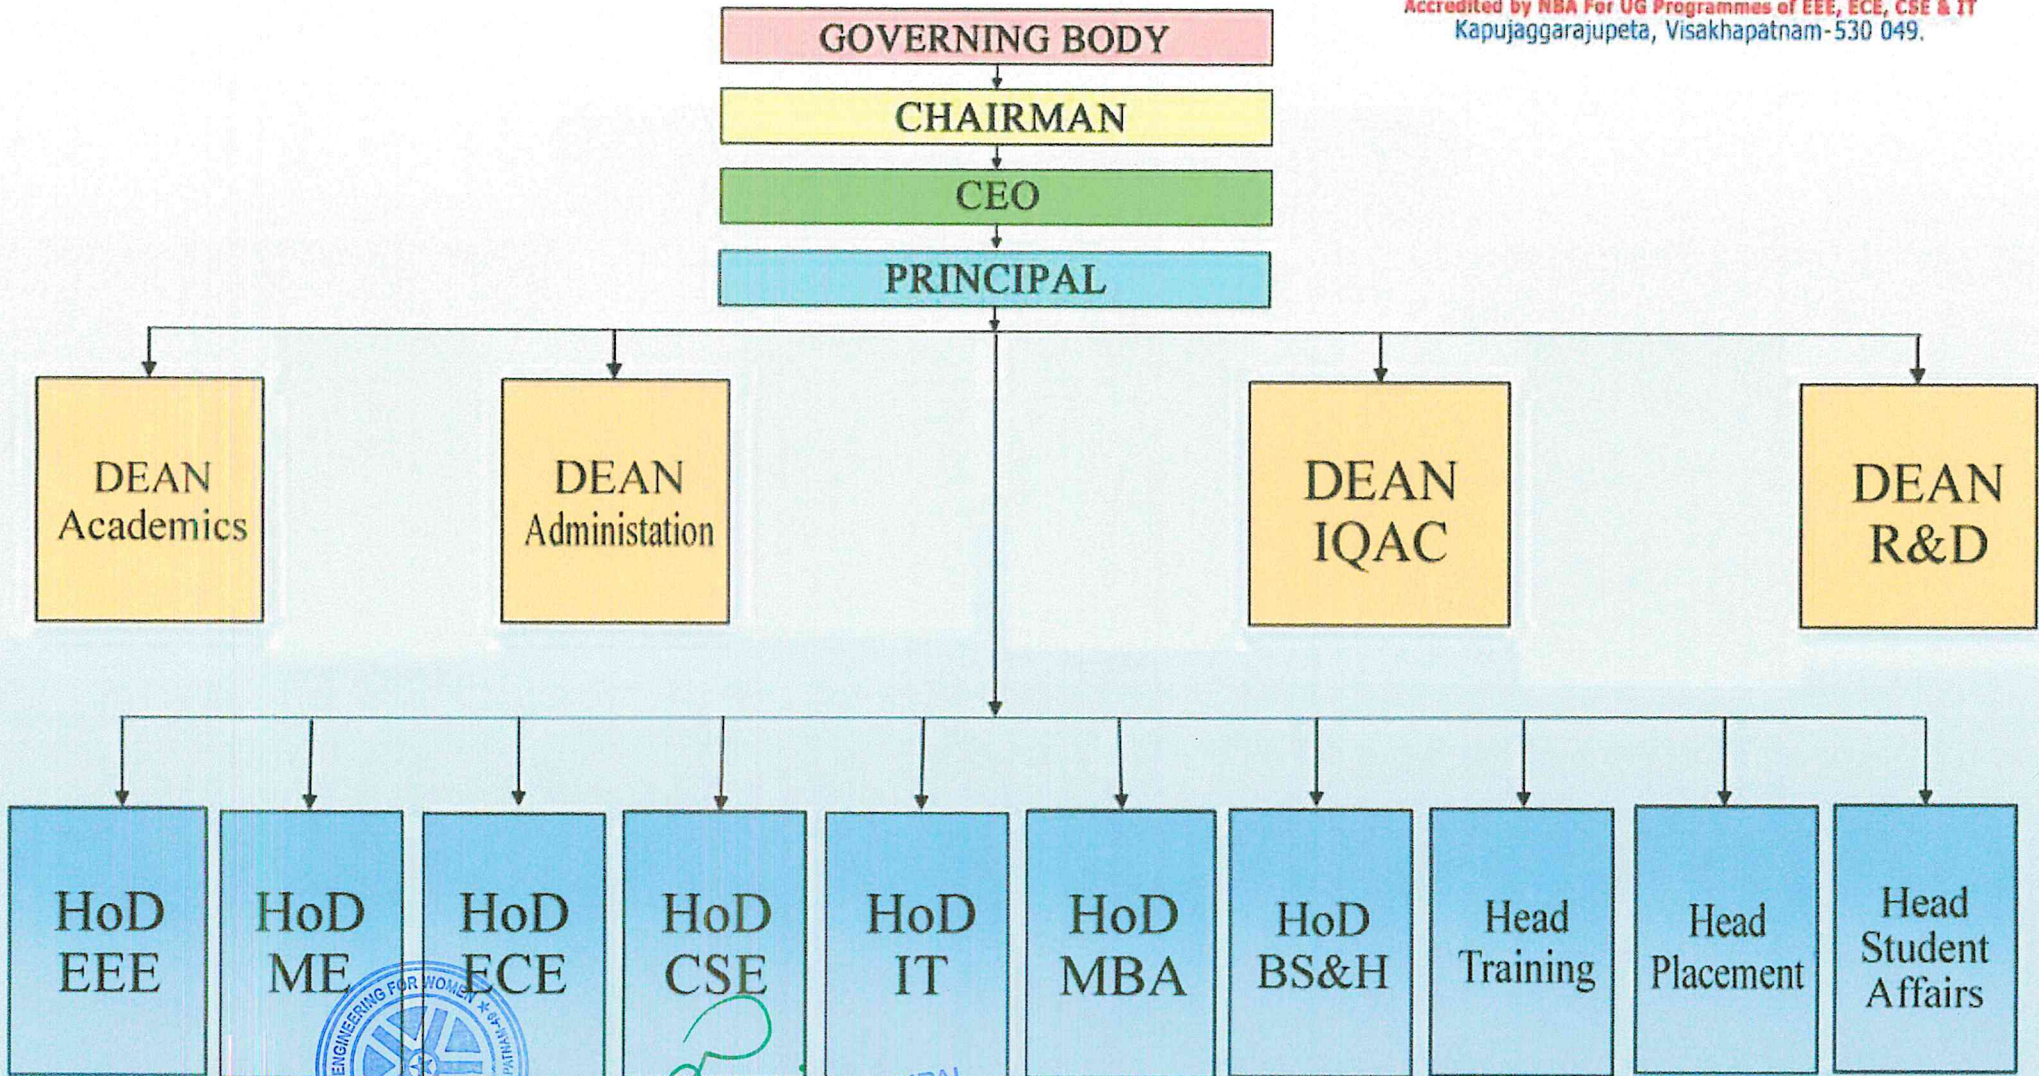 Accredited by NBA For UG Programmes of EEE, ECE, CSE & IT
Kapujaggarajupeta, Visakhapatnam-530 049.
GOVERNING BODY
CHAIRMAN
CEO
PRINCIPAL
DEAN
Academics
DEAN
Administation
DEAN
IQAC
DEAN
R&D
HoD
EEE
HoD
ME
HoD
ECE
HoD
CSE
HoD
IT
HoD
MBA
HoD
BS&H
Head
Training
Head
Placement
Head
Student
Affairs
ENGINEERING FOR WOMEN